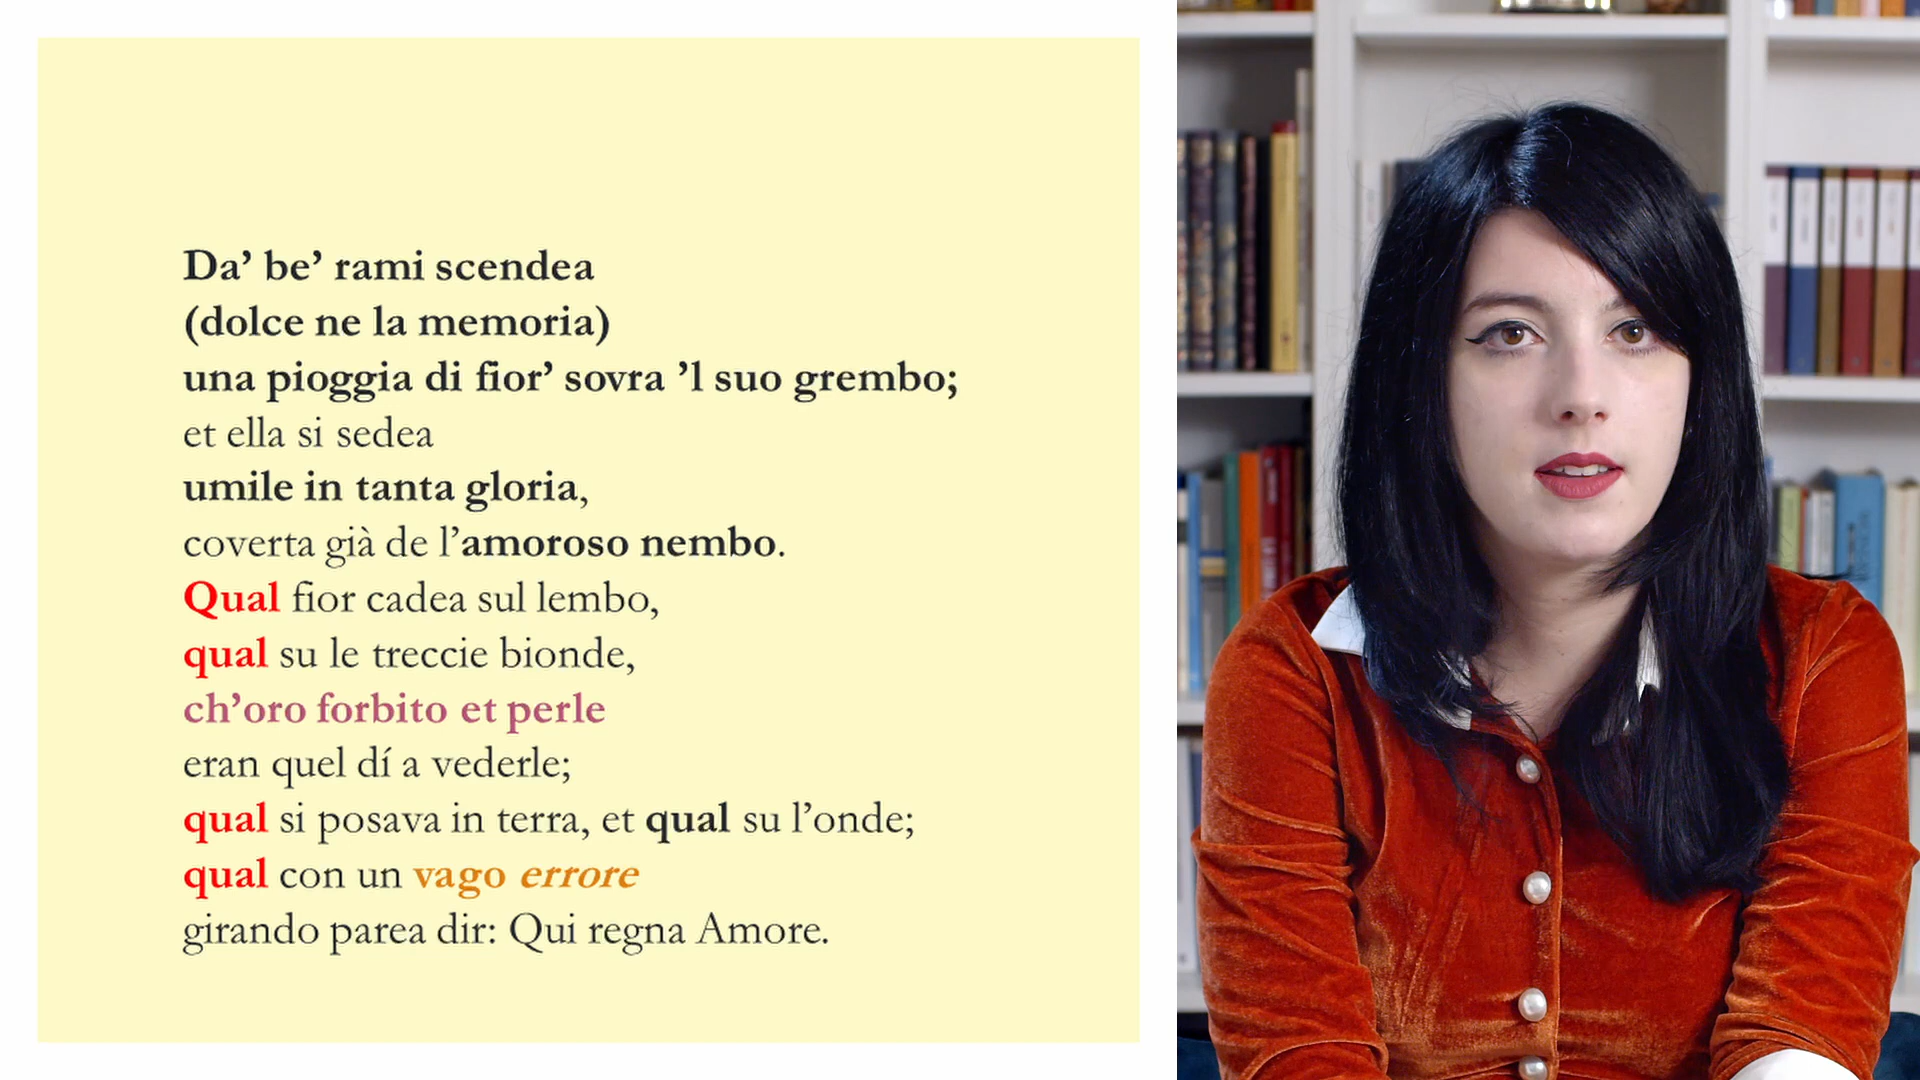 Da’ be’ rami scendea
(dolce ne la memoria)
una pioggia di fior’ sovra ’l suo grembo;
et ella si sedea
umile in tanta gloria,
coverta già de l’amoroso nembo.
Qual fior cadea sul lembo,
qual su le treccie bionde,
ch’oro forbito et perle
eran quel dí a vederle;
qual si posava in terra, et qual su l’onde;
qual con un vago errore
girando parea dir: Qui regna Amore.